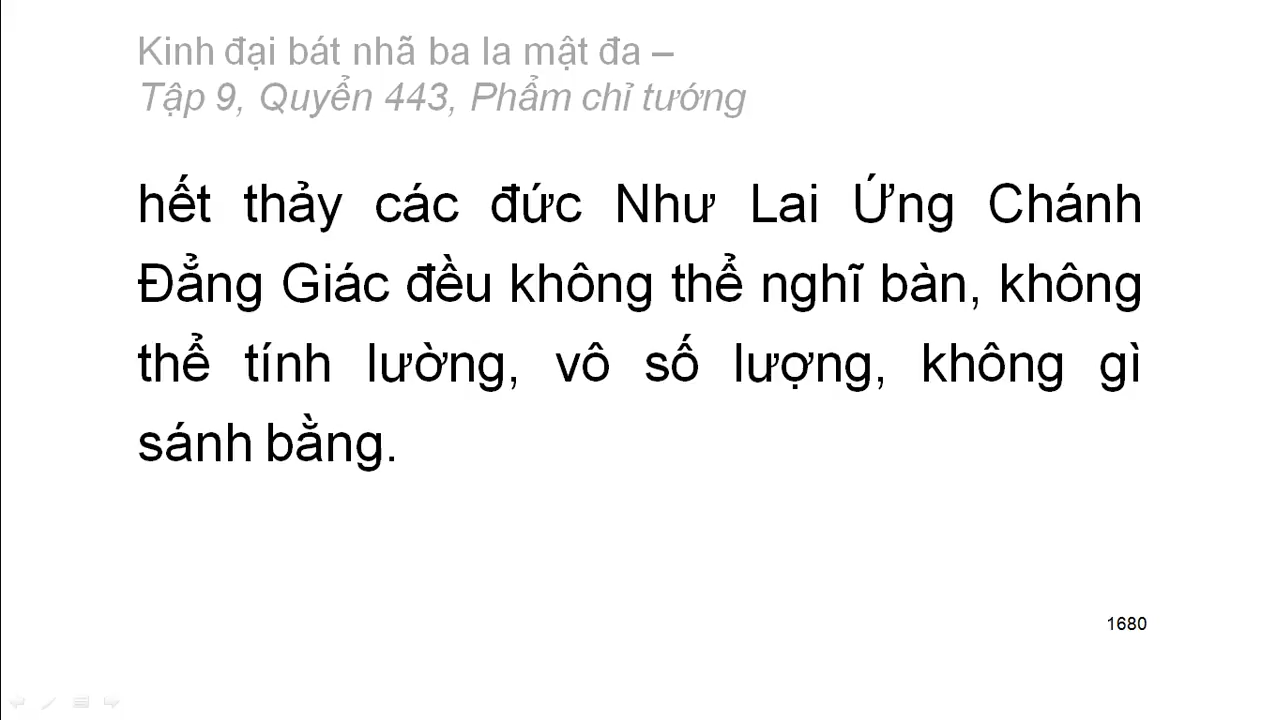 Kinh đại bát nhã ba la mật đa –
Tập 9, Quyển 443, Phẩm chỉ tướng
hết thảy các đức Như Lai Ứng Chánh
Đẳng Giác đều không thể nghĩ bàn, không
thể tính lường, vô số lượng, không gì
sánh bằng.
1680